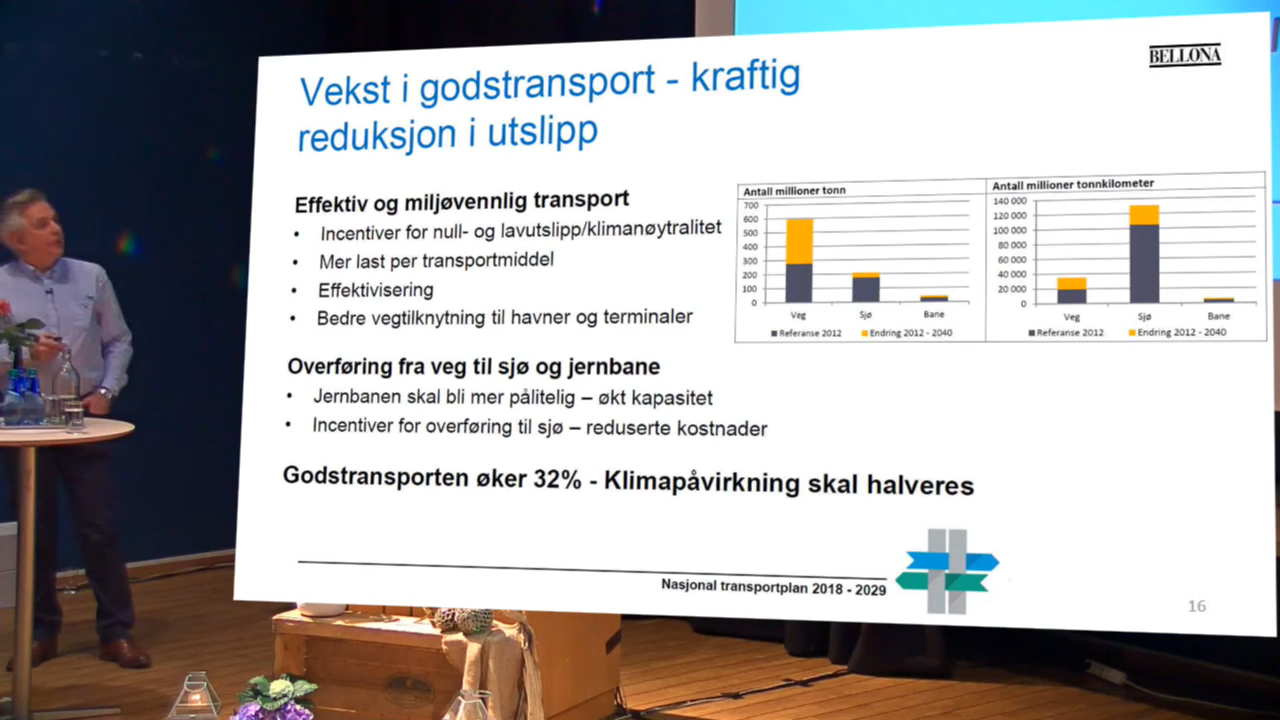 BELLONA
Vekst i godstransport - kraftig
reduksjon i utslipp
Effektiv og miljøvennlig transport
• Incentiver for null- og lavutslipp/klimanøytralitet
• Mer last per transportmiddel
• Effektivisering
• Bedre vegtilknytning til havner og terminaler
Antall millioner tonn
700
600
500
400
300
200
100
0
Veg Sjø Bane
Referanse 2012 Endring 2012 - 2040
Antall millioner tonnkilometer
140 000
120 000
100 000
80 000
60 000
40 000
20 000
0
Veg Sjø Bane
Referanse 2012 Endring 2012 - 2040
Overføring fra veg til sjø og jernbane
• Jernbanen skal bli mer pålitelig – økt kapasitet
• Incentiver for overføring til sjø – reduserte kostnader
Godstransporten øker 32% - Klimapåvirkning skal halveres
Nasjonal transportplan 2018 - 2029
16